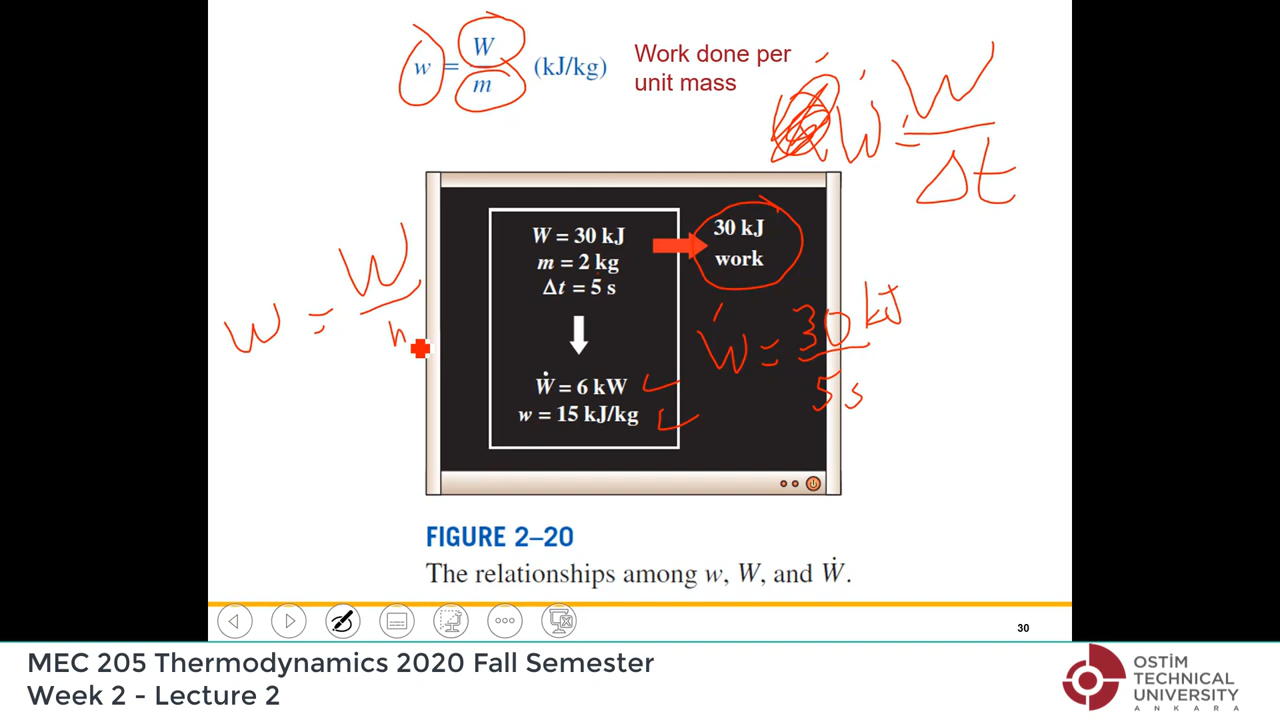 w = W/m (kJ/kg)
Work done per
unit mass
Ẇ = W/Δt
W = 30 kJ
m = 2 kg
Δt = 5 s
30 kJ
work
w = W/
Ẇ = 30 kJ/5 s
Ẇ = 6 kW
w = 15 kJ/kg
FIGURE 2–20
The relationships among w, W, and Ẇ.
30
MEC 205 Thermodynamics 2020 Fall Semester
Week 2 - Lecture 2
OSTİM
TECHNICAL
UNIVERSITY
ANKARA